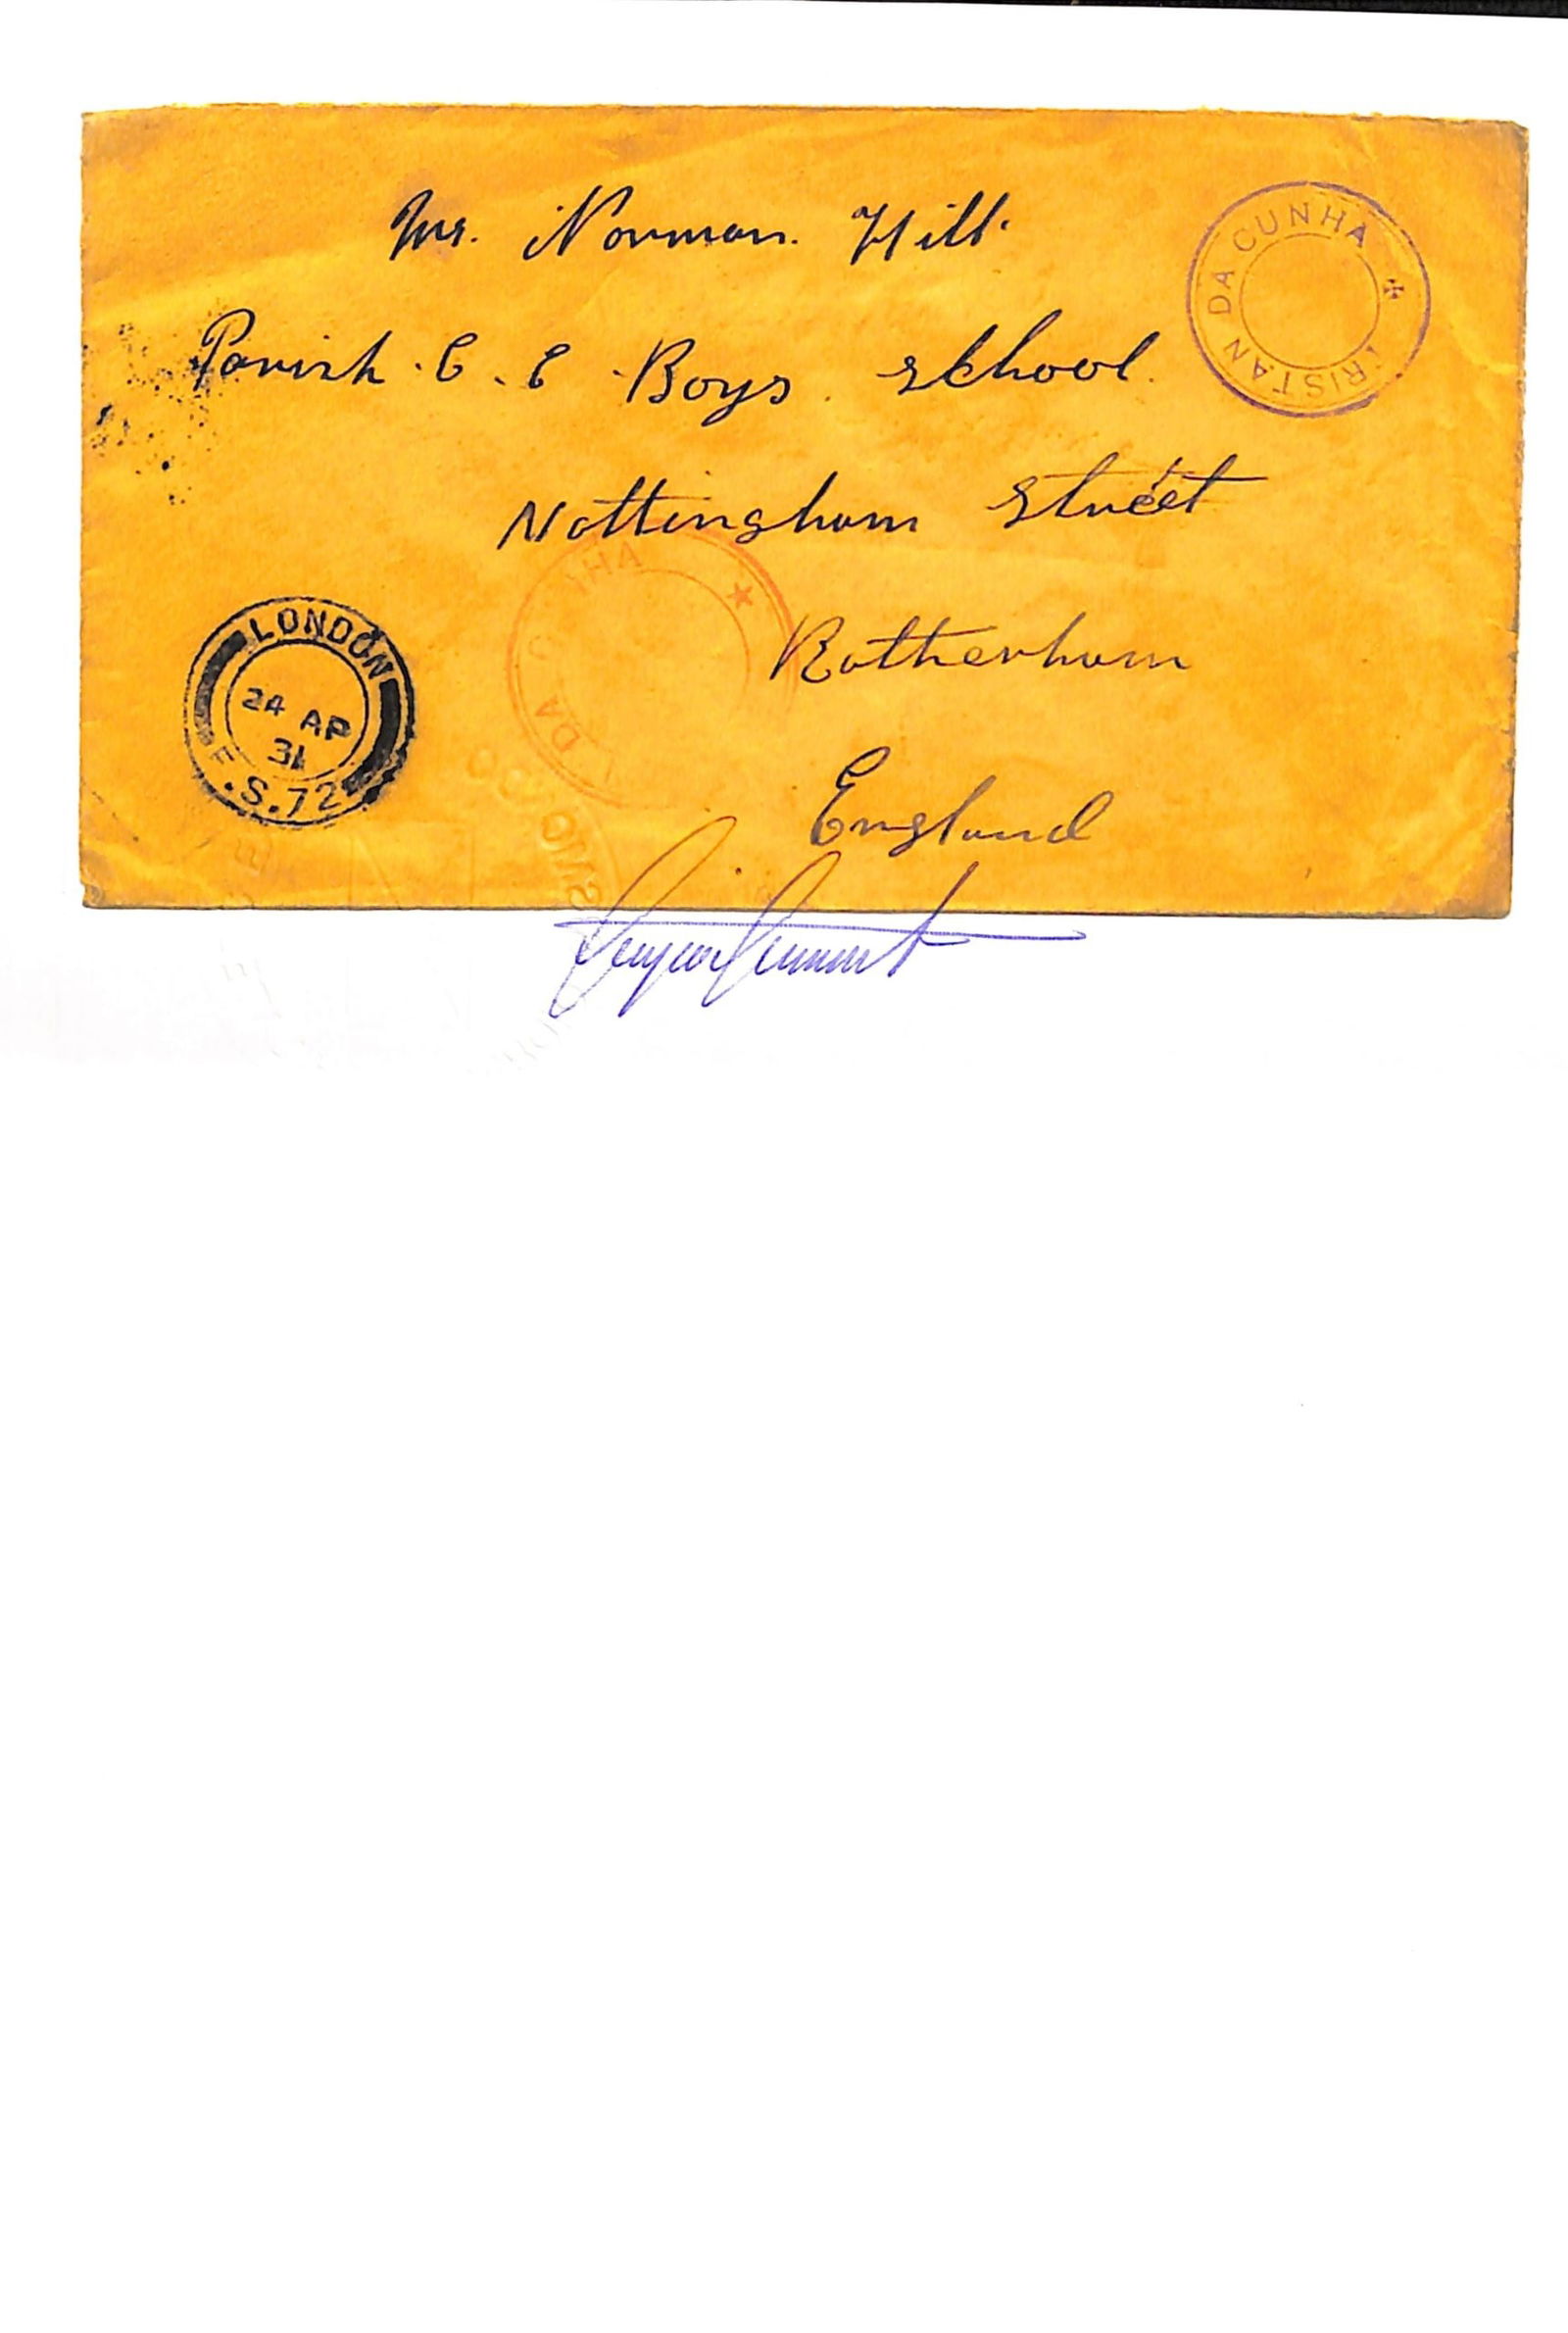 Mr. Norman Hill
TRISTAN DA CUNHA
Parish . C . E . Boys . School.
Nottingham Street
DA CUNHA
Rotherham
LONDON
24 AP
31
F.S.72
England